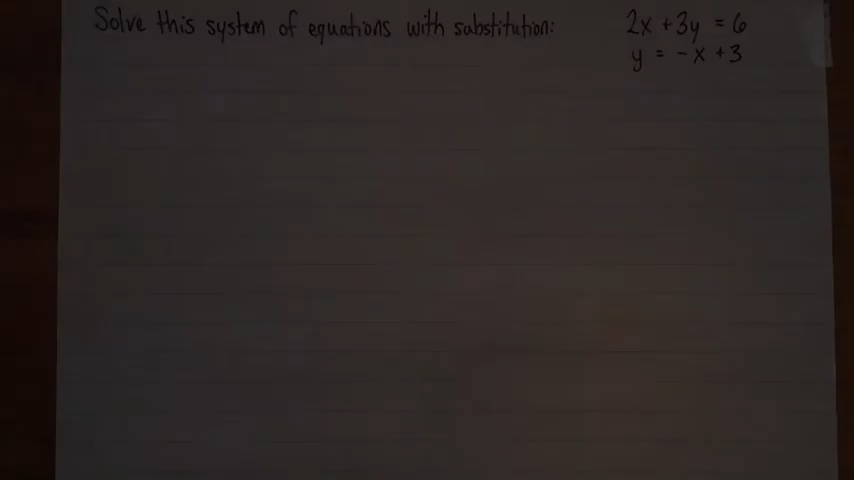 Solve this system of equations with substitution: 2x + 3y = 6
y = -x + 3